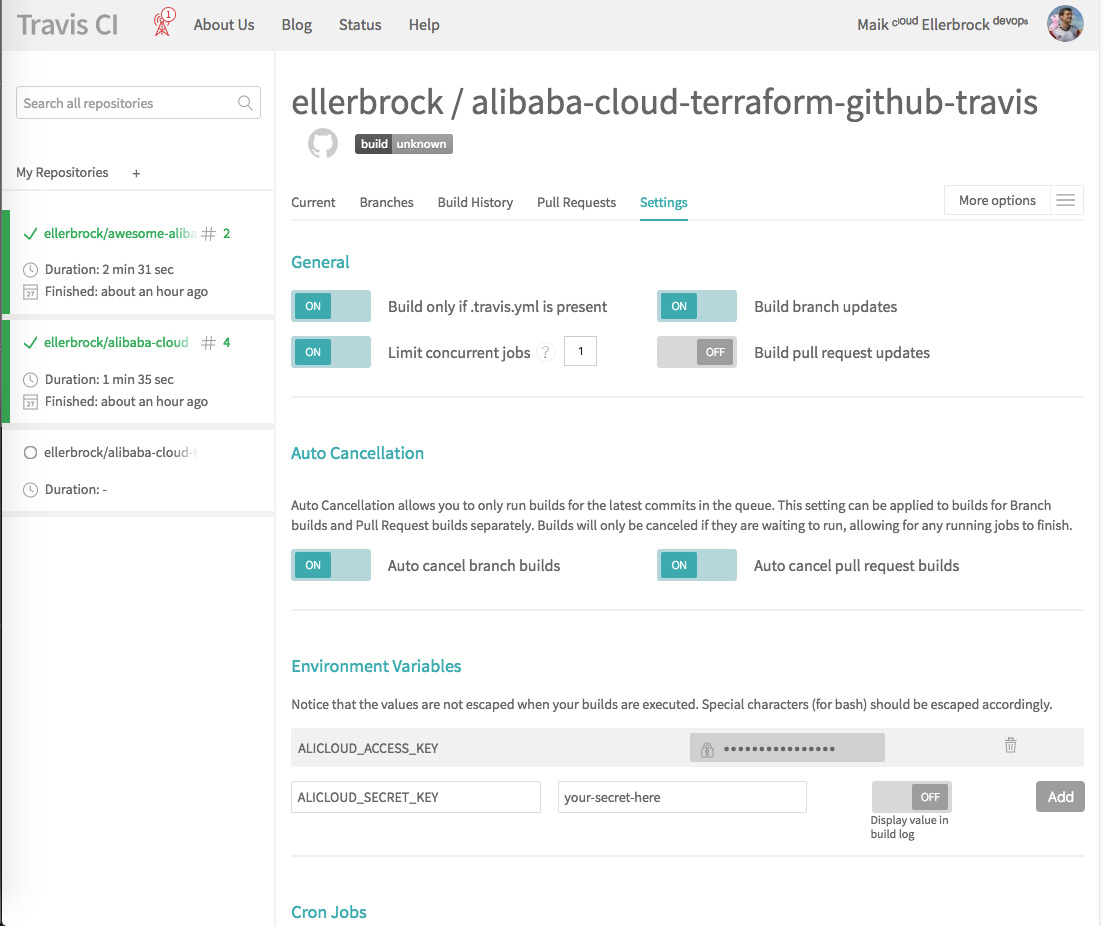 Travis CI
1
About Us
Blog
Status
Help
Maik cloud Ellerbrock devops
Search all repositories
My Repositories +
ellerbrock/awesome-aliba # 2
Duration: 2 min 31 sec
27 Finished: about an hour ago
ellerbrock/alibaba-cloud # 4
Duration: 1 min 35 sec
27 Finished: about an hour ago
ellerbrock/alibaba-cloud-t
Duration: -
ellerbrock / alibaba-cloud-terraform-github-travis
build unknown
Current
Branches
Build History
Pull Requests
Settings
More options
General
ON Build only if .travis.yml is present
ON Build branch updates
ON Limit concurrent jobs ? 1
OFF Build pull request updates
Auto Cancellation
Auto Cancellation allows you to only run builds for the latest commits in the queue. This setting can be applied to builds for Branch
builds and Pull Request builds separately. Builds will only be canceled if they are waiting to run, allowing for any running jobs to finish.
ON Auto cancel branch builds
ON Auto cancel pull request builds
Environment Variables
Notice that the values are not escaped when your builds are executed. Special characters (for bash) should be escaped accordingly.
ALICLOUD_ACCESS_KEY ••••••••••••••••
ALICLOUD_SECRET_KEY
your-secret-here
OFF
Display value in
build log
Add
Cron Jobs